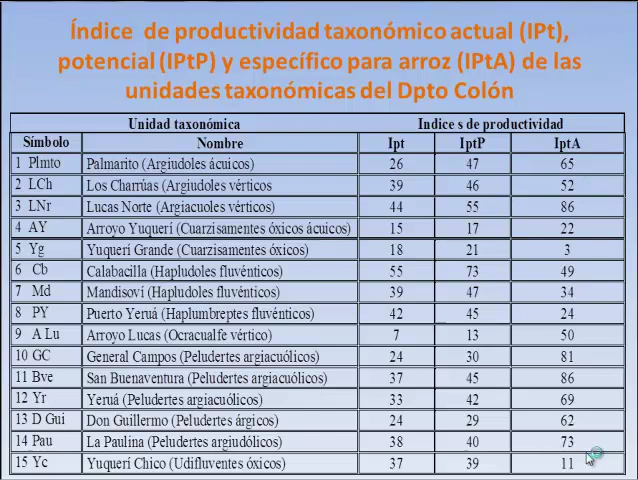 Índice de productividad taxonómico actual (IPt),
potencial (IPtP) y específico para arroz (IPtA) de las
unidades taxonómicas del Dpto Colón
Unidad taxonómica Indice s de productividad
Símbolo Nombre Ipt IptP IptA
1 Plmto Palmarito (Argiudoles ácuicos) 26 47 65
2 LCh Los Charrúas (Argiudoles vérticos 39 46 52
3 LNr Lucas Norte (Argiacuoles vérticos) 44 55 86
4 AY Arroyo Yuquerí (Cuarzisamentes óxicos ácuicos) 15 17 22
5 Yg Yuquerí Grande (Cuarzisamentes óxicos) 18 21 3
6 Cb Calabacilla (Hapludoles fluvénticos) 55 73 49
7 Md Mandisoví (Hapludoles fluvénticos) 39 47 34
8 PY Puerto Yeruá (Haplumbreptes fluvénticos) 42 45 24
9 A Lu Arroyo Lucas (Ocracualfe vértico) 7 13 50
10 GC General Campos (Peludertes argiacuólicos) 24 30 81
11 Bve San Buenaventura (Peludertes argiacuólicos) 37 45 86
12 Yr Yeruá (Peludertes argiacuólicos) 33 42 69
13 D Gui Don Guillermo (Peludertes árgicos) 24 29 62
14 Pau La Paulina (Peludertes argiudólicos) 38 40 73
15 Yc Yuquerí Chico (Udifluventes óxicos) 37 39 11